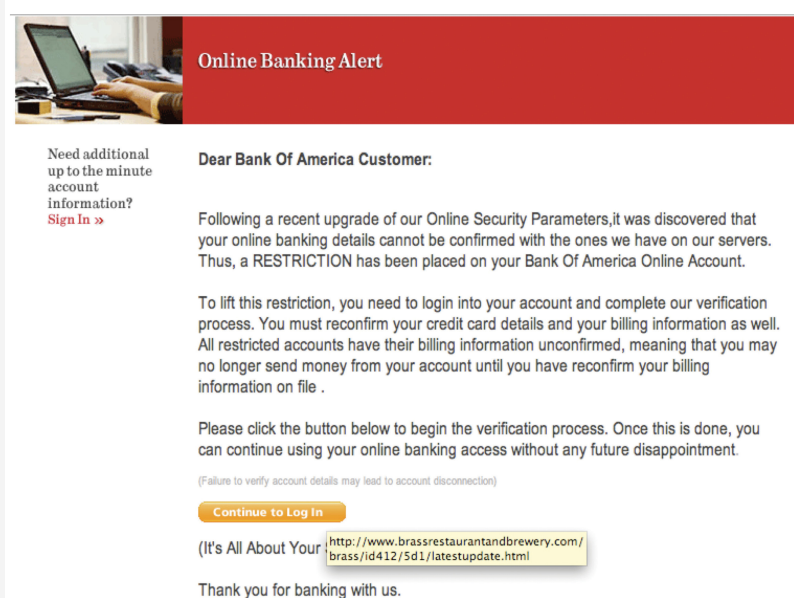 Online Banking Alert
Need additional
up to the minute
account
information?
Sign In »
Dear Bank Of America Customer:
Following a recent upgrade of our Online Security Parameters,it was discovered that
your online banking details cannot be confirmed with the ones we have on our servers.
Thus, a RESTRICTION has been placed on your Bank Of America Online Account.
To lift this restriction, you need to login into your account and complete our verification
process. You must reconfirm your credit card details and your billing information as well.
All restricted accounts have their billing information unconfirmed, meaning that you may
no longer send money from your account until you have reconfirm your billing
information on file .
Please click the button below to begin the verification process. Once this is done, you
can continue using your online banking access without any future disappointment.
(Failure to verify account details may lead to account disconnection)
Continue to Log In
(It's All About Your
http://www.brassrestaurantandbrewery.com/
brass/id412/5d1/latestupdate.html
Thank you for banking with us.